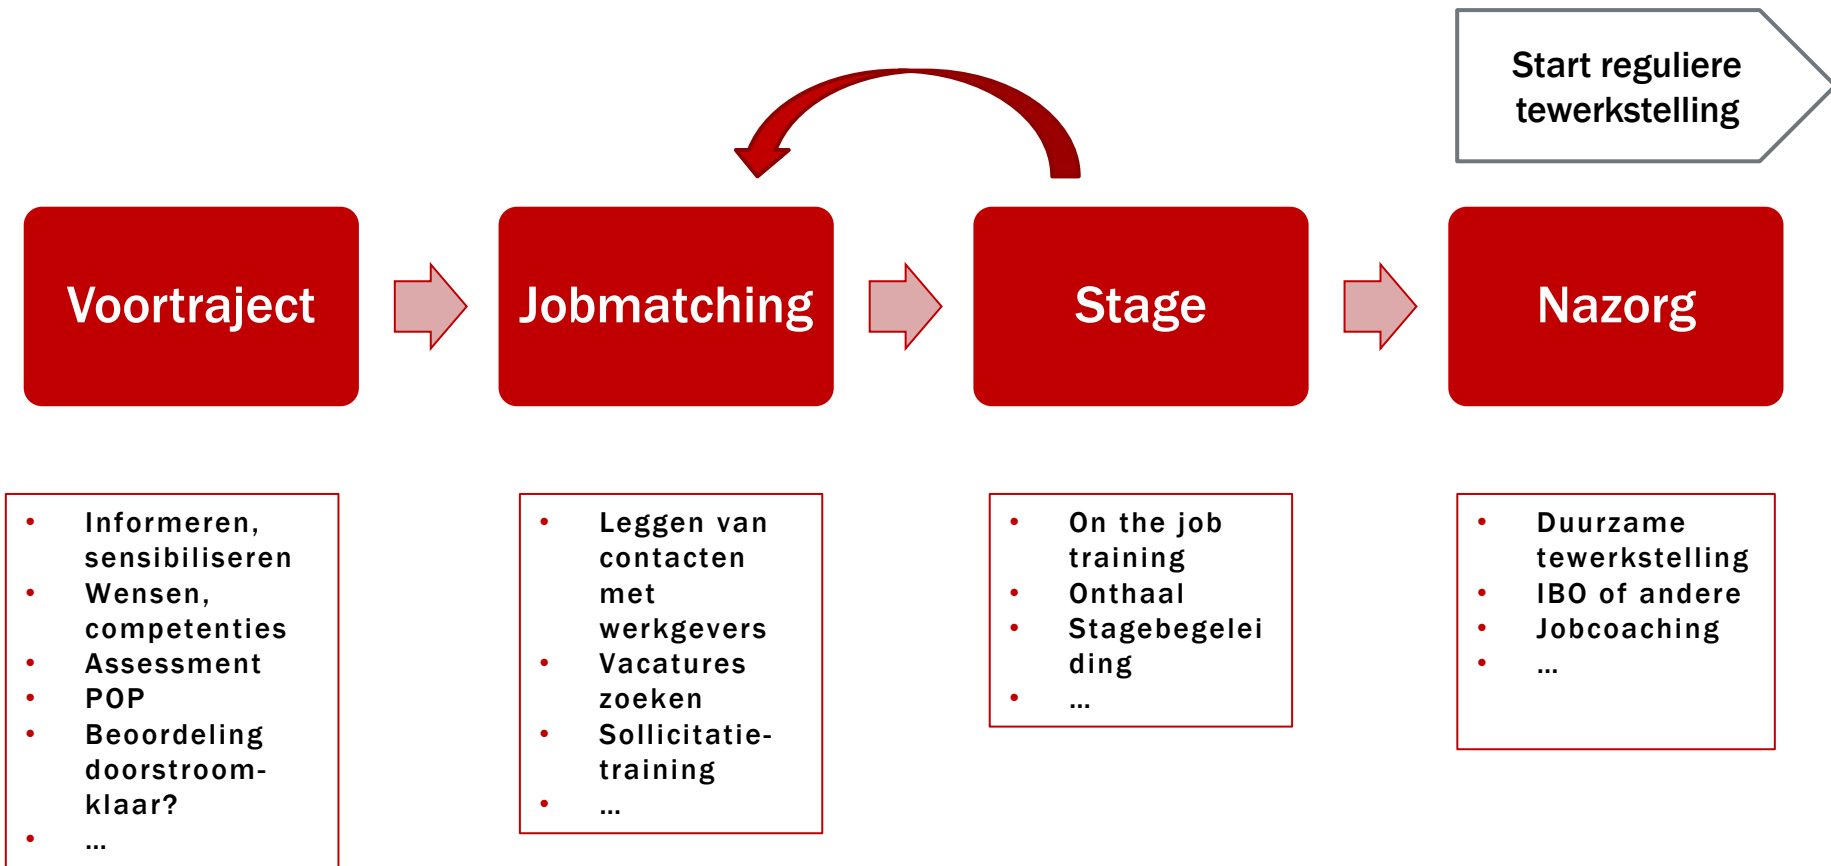 Start reguliere
tewerkstelling
Voortraject
Jobmatching
Stage
Nazorg
• Informeren,
sensibiliseren
• Wensen,
competenties
• Assessment
• POP
• Beoordeling
doorstroom-
klaar?
• ...
• Leggen van
contacten
met
werkgevers
• Vacatures
zoeken
• Sollicitatie-
training
• ...
• On the job
training
• Onthaal
• Stagebegelei
ding
• ...
• Duurzame
tewerkstelling
• IBO of andere
• Jobcoaching
• ...